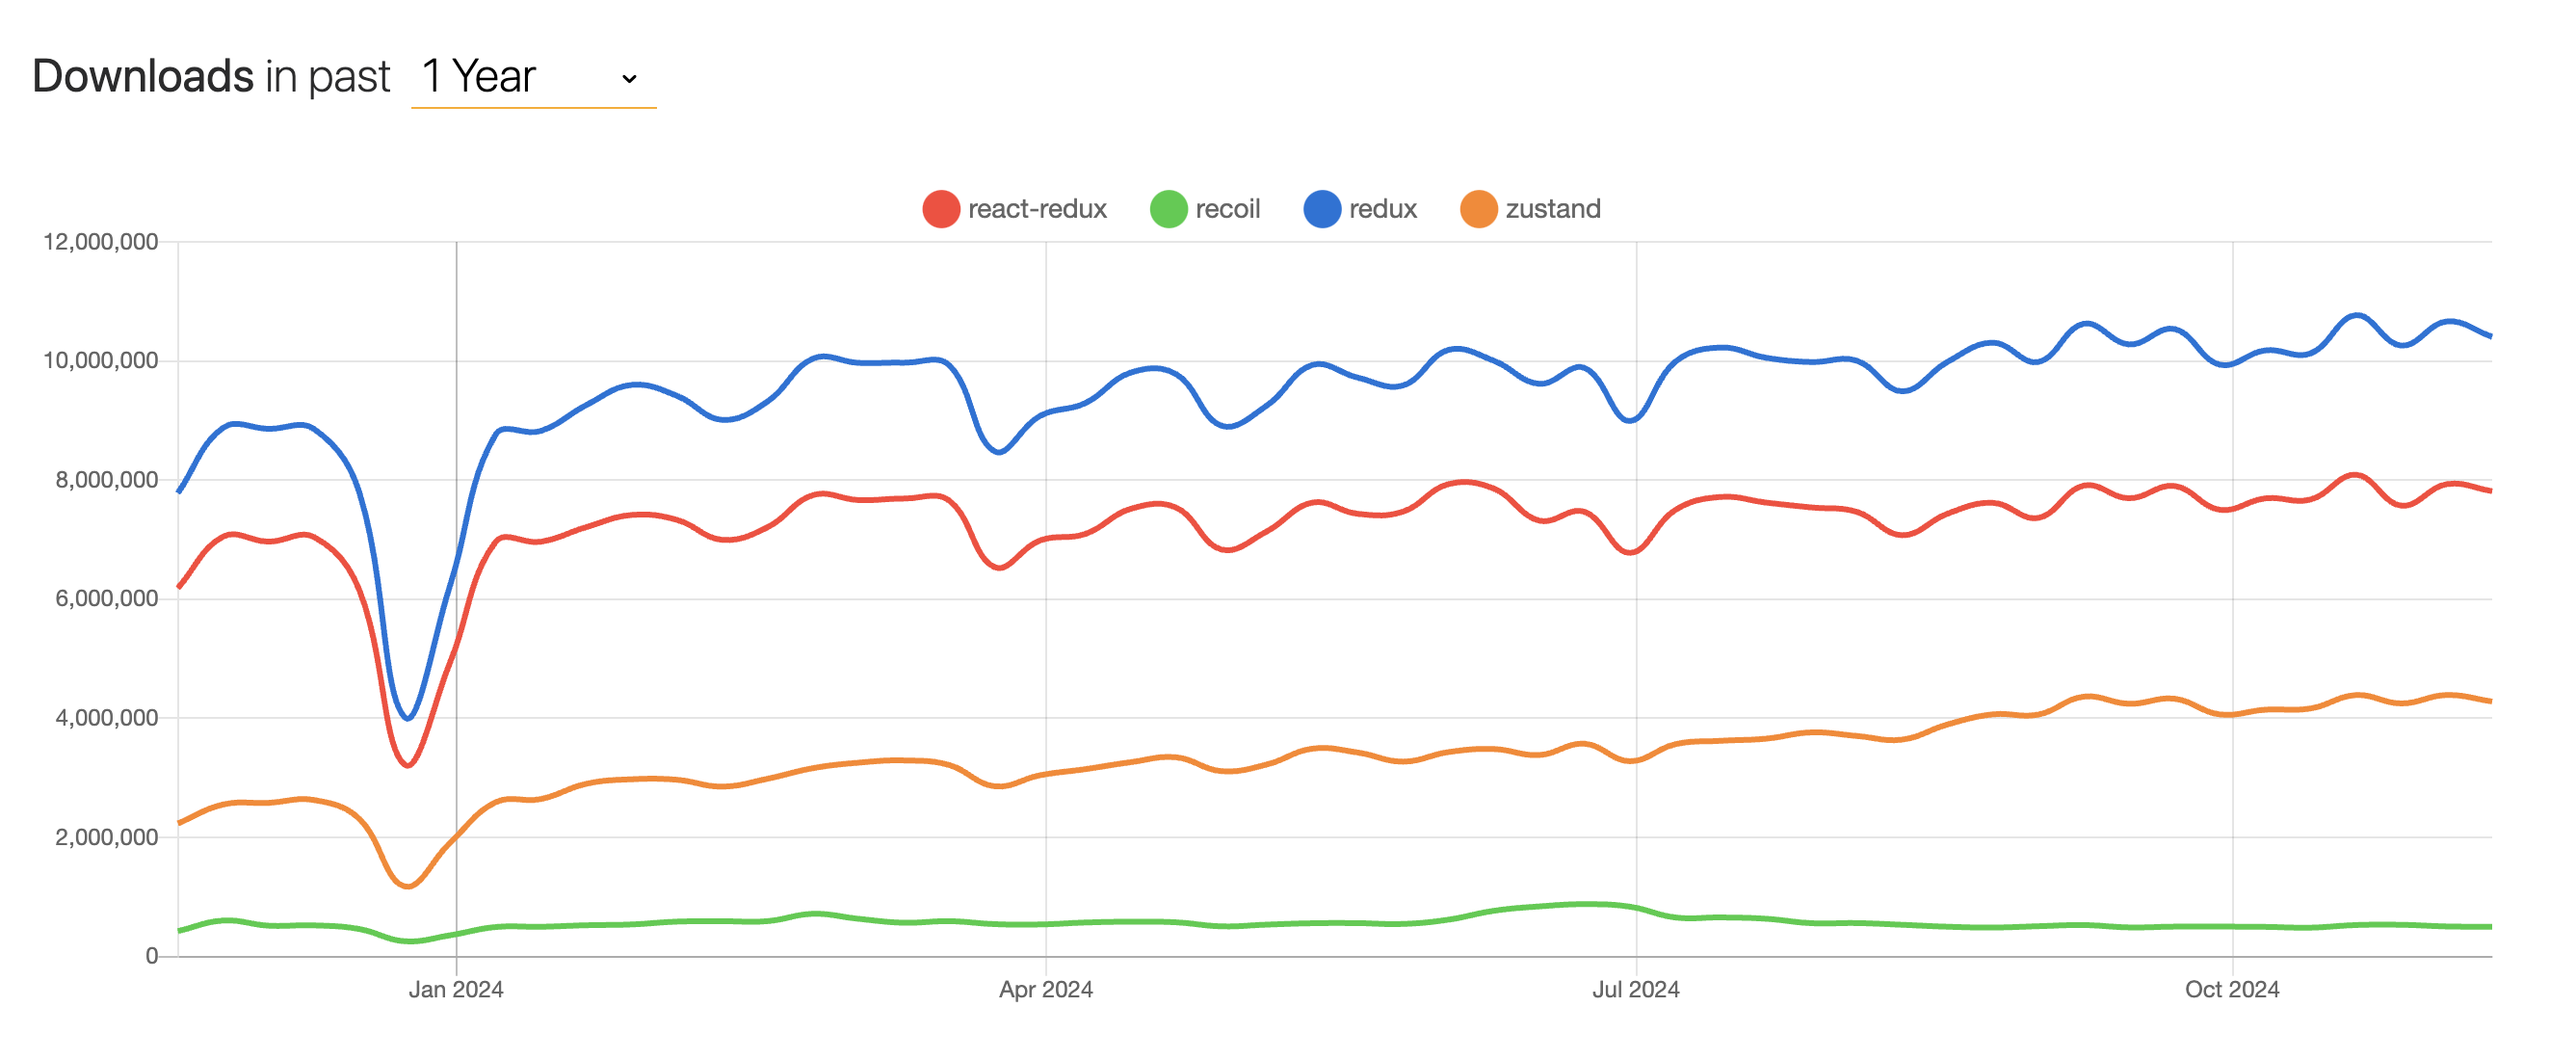 Downloads in past 1 Year
react-redux recoil redux zustand
12,000,000
10,000,000
8,000,000
6,000,000
4,000,000
2,000,000
0
Jan 2024 Apr 2024 Jul 2024 Oct 2024